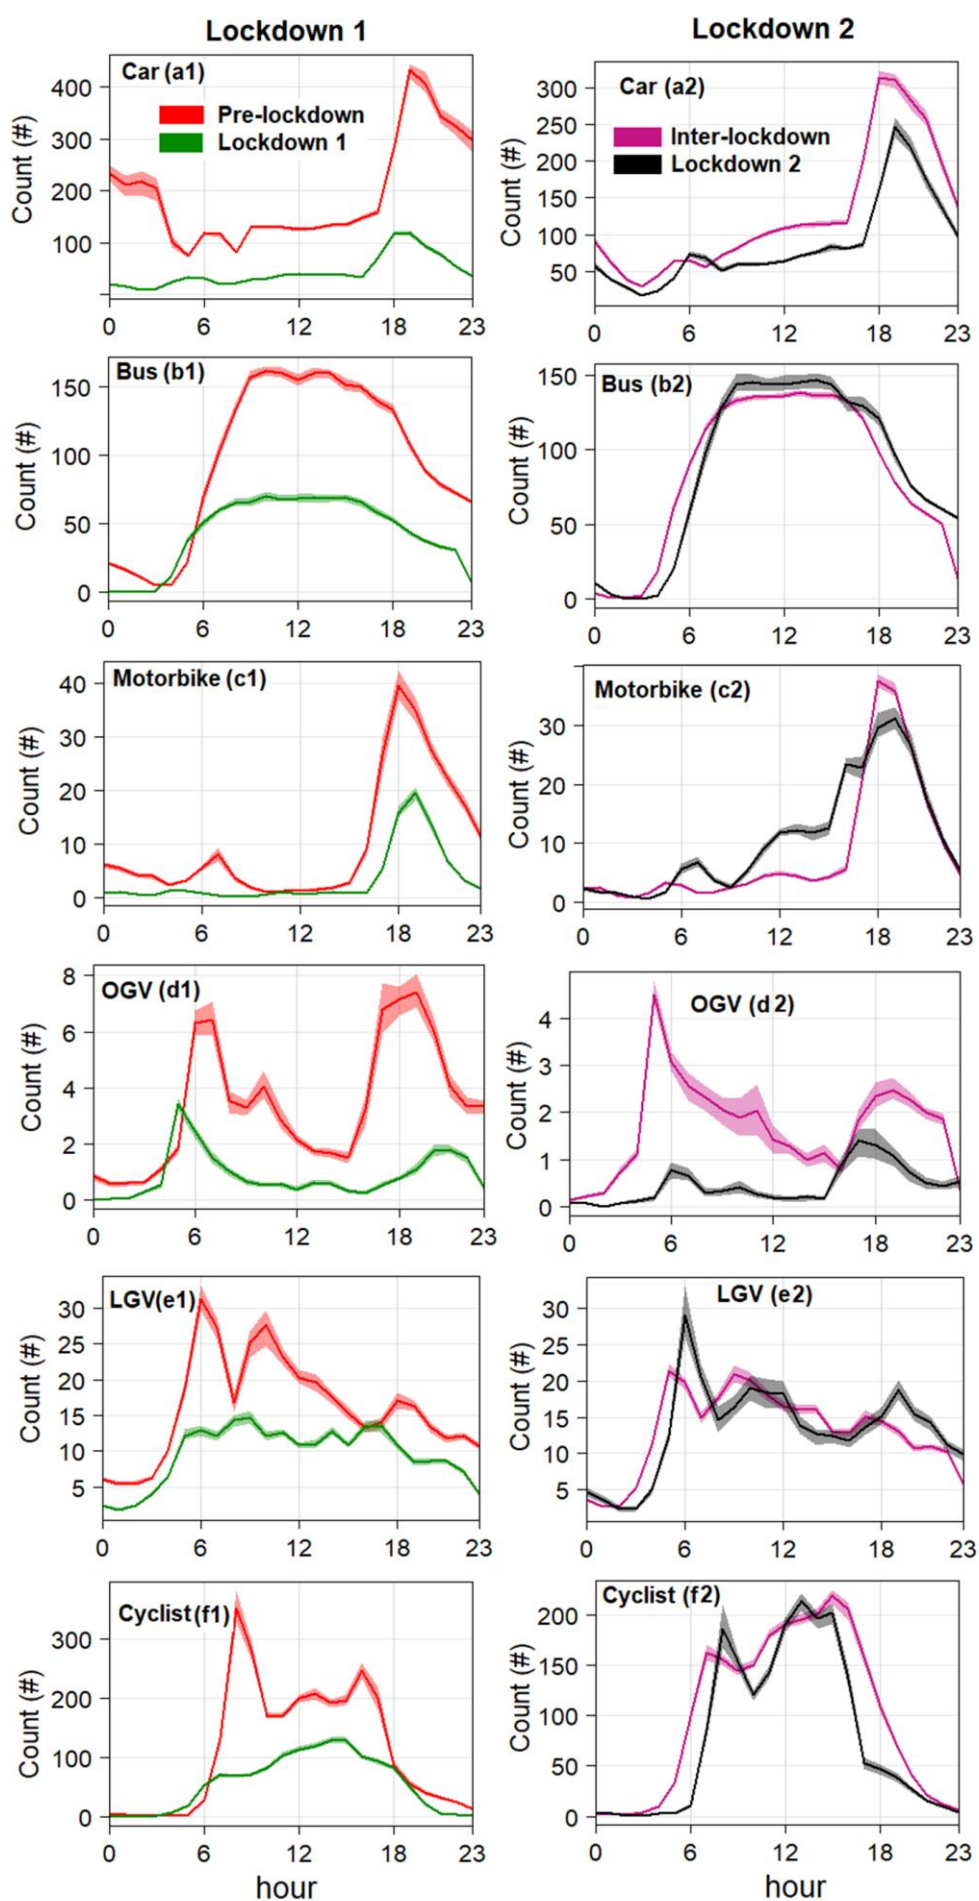 Lockdown 1
Lockdown 2
Car (a1)
Pre-lockdown
Lockdown 1
Count (#)
400
300
200
100
0 6 12 18 23
Car (a2)
Inter-lockdown
Lockdown 2
Count (#)
300
250
200
150
100
50
0 6 12 18 23
Bus (b1)
Count (#)
150
100
50
0
0 6 12 18 23
Bus (b2)
Count (#)
150
100
50
0
0 6 12 18 23
Motorbike (c1)
Count (#)
40
30
20
10
0
0 6 12 18 23
Motorbike (c2)
Count (#)
30
20
10
0
0 6 12 18 23
OGV (d1)
Count (#)
8
6
4
2
0
0 6 12 18 23
OGV (d 2)
Count (#)
4
3
2
1
0
0 6 12 18 23
LGV(e1)
Count (#)
30
25
20
15
10
5
0 6 12 18 23
LGV (e2)
Count (#)
30
25
20
15
10
5
0 6 12 18 23
Cyclist (f1)
Count (#)
300
200
100
0
0 6 12 18 23
hour
Cyclist (f2)
Count (#)
200
150
100
50
0
0 6 12 18 23
hour